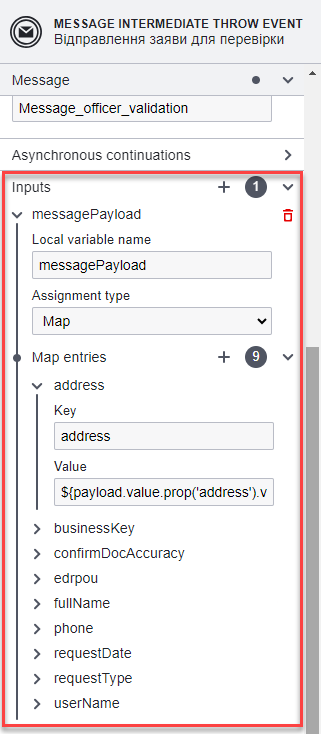 MESSAGE INTERMEDIATE THROW EVENT
Відправлення заяви для перевірки
Message
Message_officer_validation
Asynchronous continuations
Inputs 1
messagePayload
Local variable name
messagePayload
Assignment type
Map
Map entries 9
address
Key
address
Value
${payload.value.prop('address').v
businessKey
confirmDocAccuracy
edrpou
fullName
phone
requestDate
requestType
userName